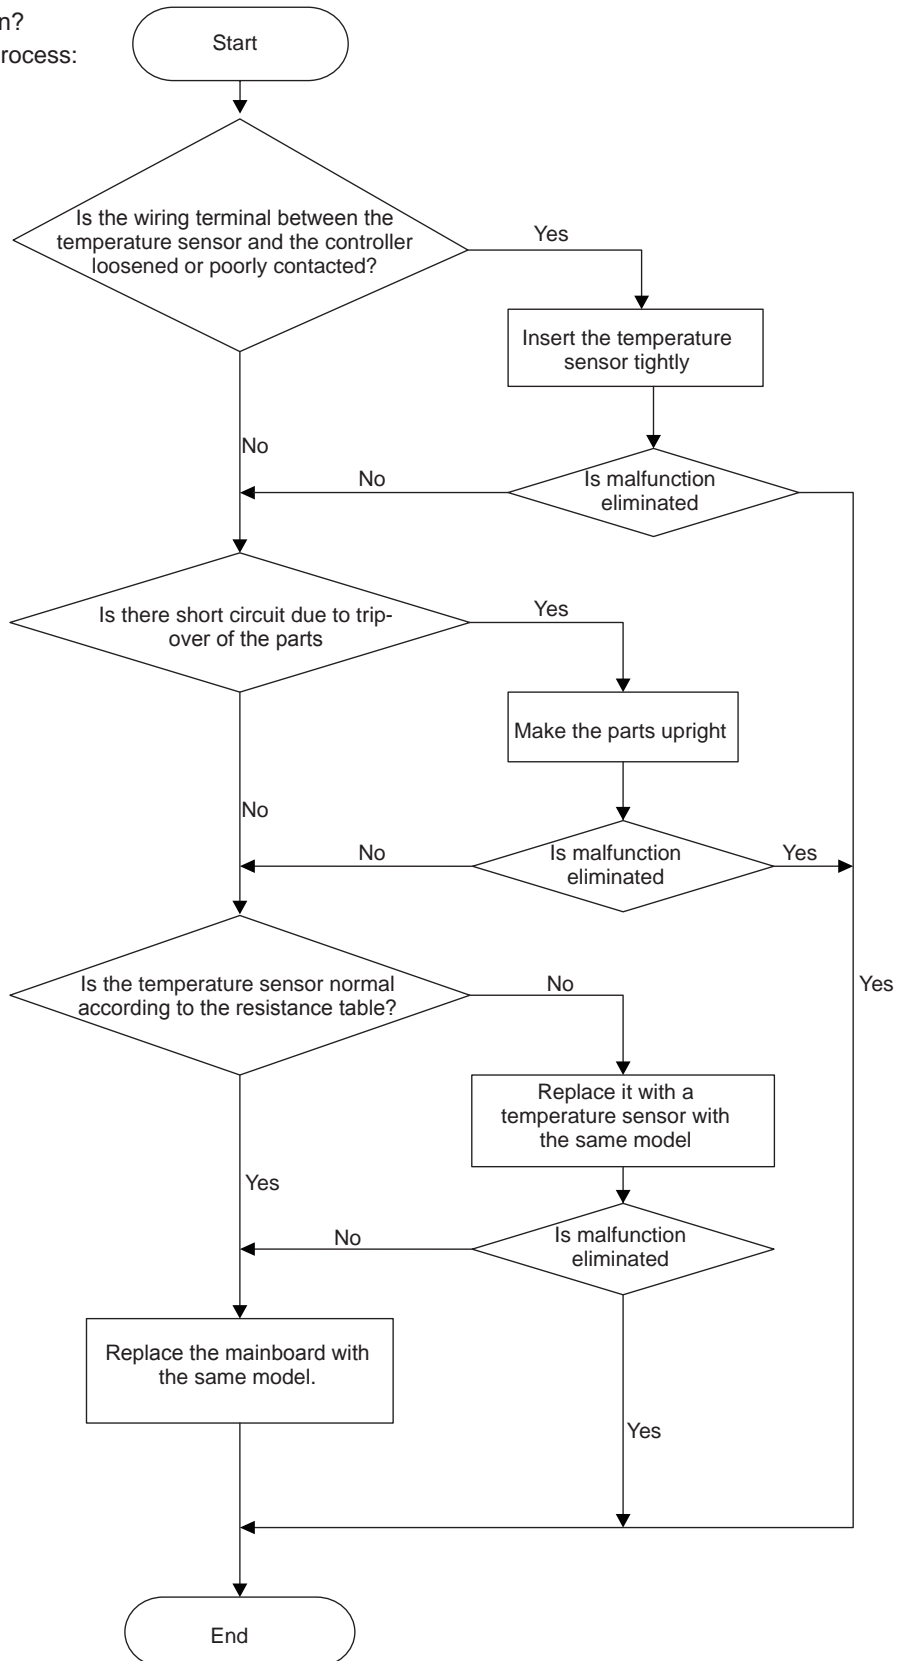 n?
rocess:
Start
Is the wiring terminal between the
temperature sensor and the controller
loosened or poorly contacted?
Yes
Insert the temperature
sensor tightly
No
No
Is malfunction
eliminated
Is there short circuit due to trip-
over of the parts
Yes
Make the parts upright
No
No
Is malfunction
eliminated
Yes
Is the temperature sensor normal
according to the resistance table?
No
Yes
Replace it with a
temperature sensor with
the same model
Yes
No
Is malfunction
eliminated
Replace the mainboard with
the same model.
Yes
End